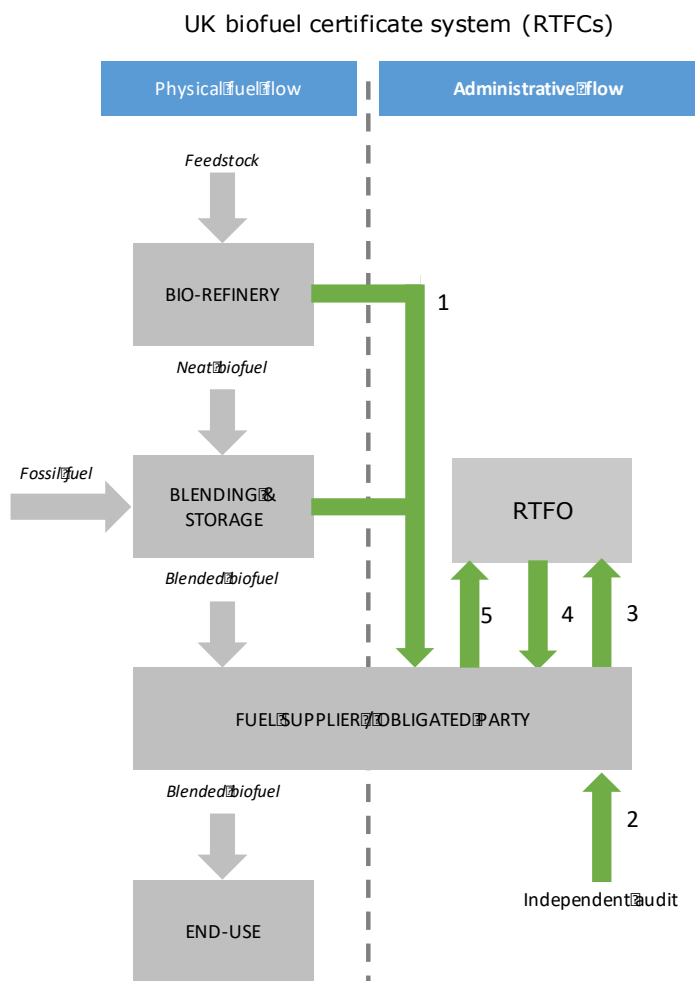 UK biofuel certificate system (RTFCs)
Physical fuel flow
Administrative flow
Feedstock
BIO-REFINERY
1
Neat biofuel
Fossil fuel
BLENDING &
STORAGE
RTFO
Blended biofuel
5
4
3
FUEL SUPPLIER / OBLIGATED PARTY
Blended biofuel
2
Independent audit
END-USE